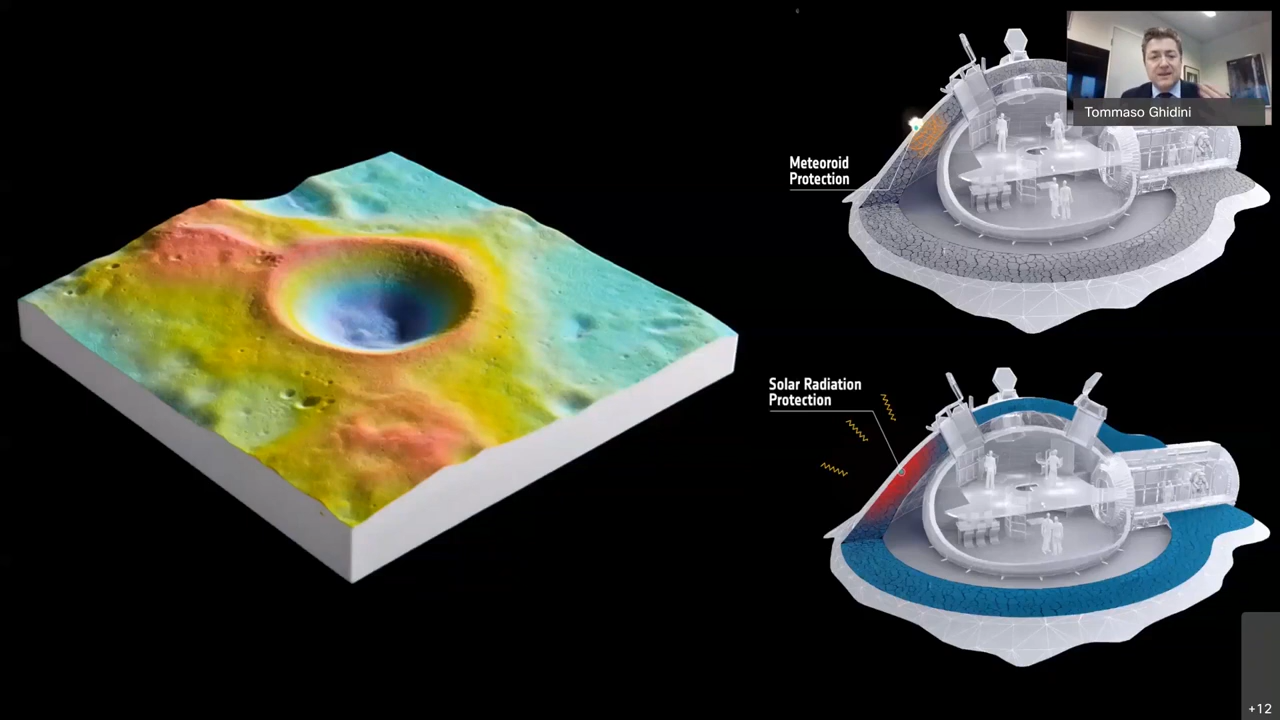 Tommaso Ghidini
Meteoroid
Protection
Solar Radiation
Protection
+12